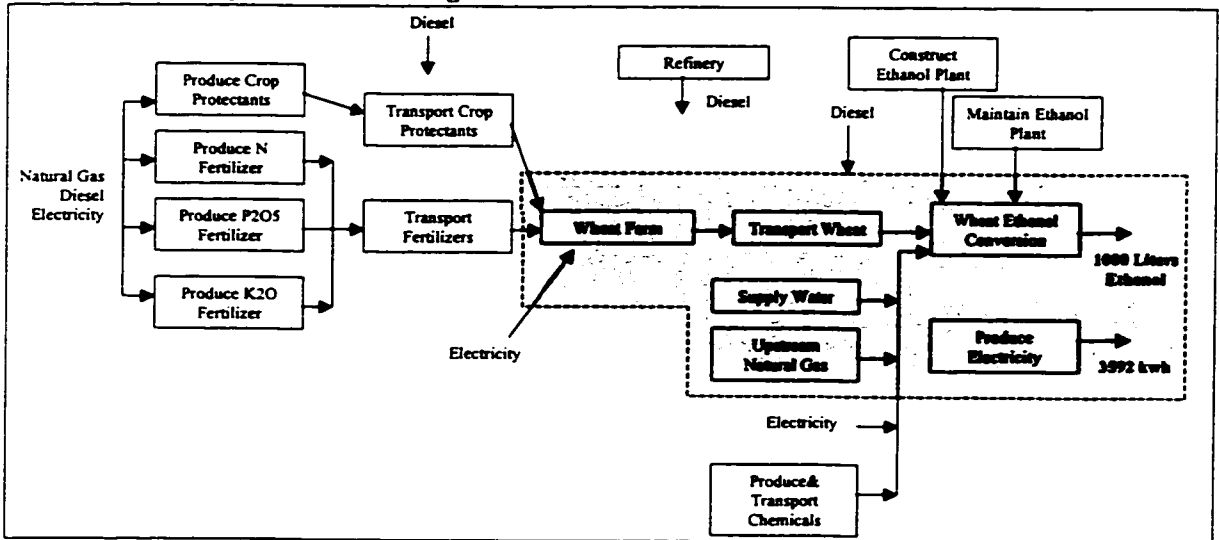 Diesel
Produce Crop
Protectants
Transport Crop
Protectants
Refinery
Diesel
Construct
Ethanol Plant
Diesel
Maintain Ethanol
Plant
Natural Gas
Diesel
Electricity
Produce N
Fertilizer
Produce P2O5
Fertilizer
Produce K2O
Fertilizer
Transport
Fertilizers
Wheat Farm
Transport Wheat
Wheat Ethanol
Conversion
1000 Liters
Ethanol
Supply Water
Upstream
Natural Gas
Produce
Electricity
3592 kwh
Electricity
Electricity
Produce&
Transport
Chemicals